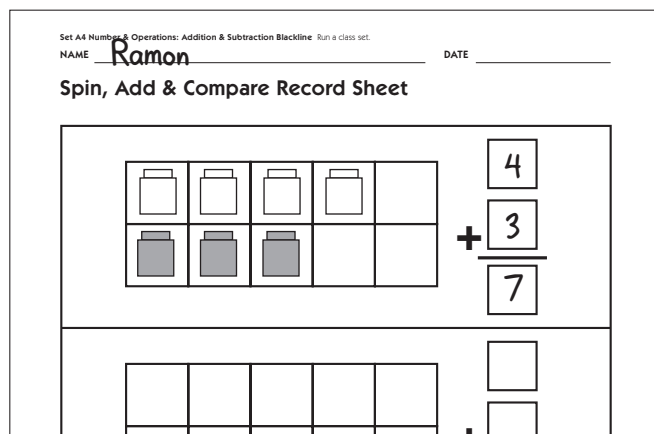 Set A4 Number & Operations: Addition & Subtraction Blackline Run a class set.
NAME Ramon DATE
Spin, Add & Compare Record Sheet
4
+ 3
7
+